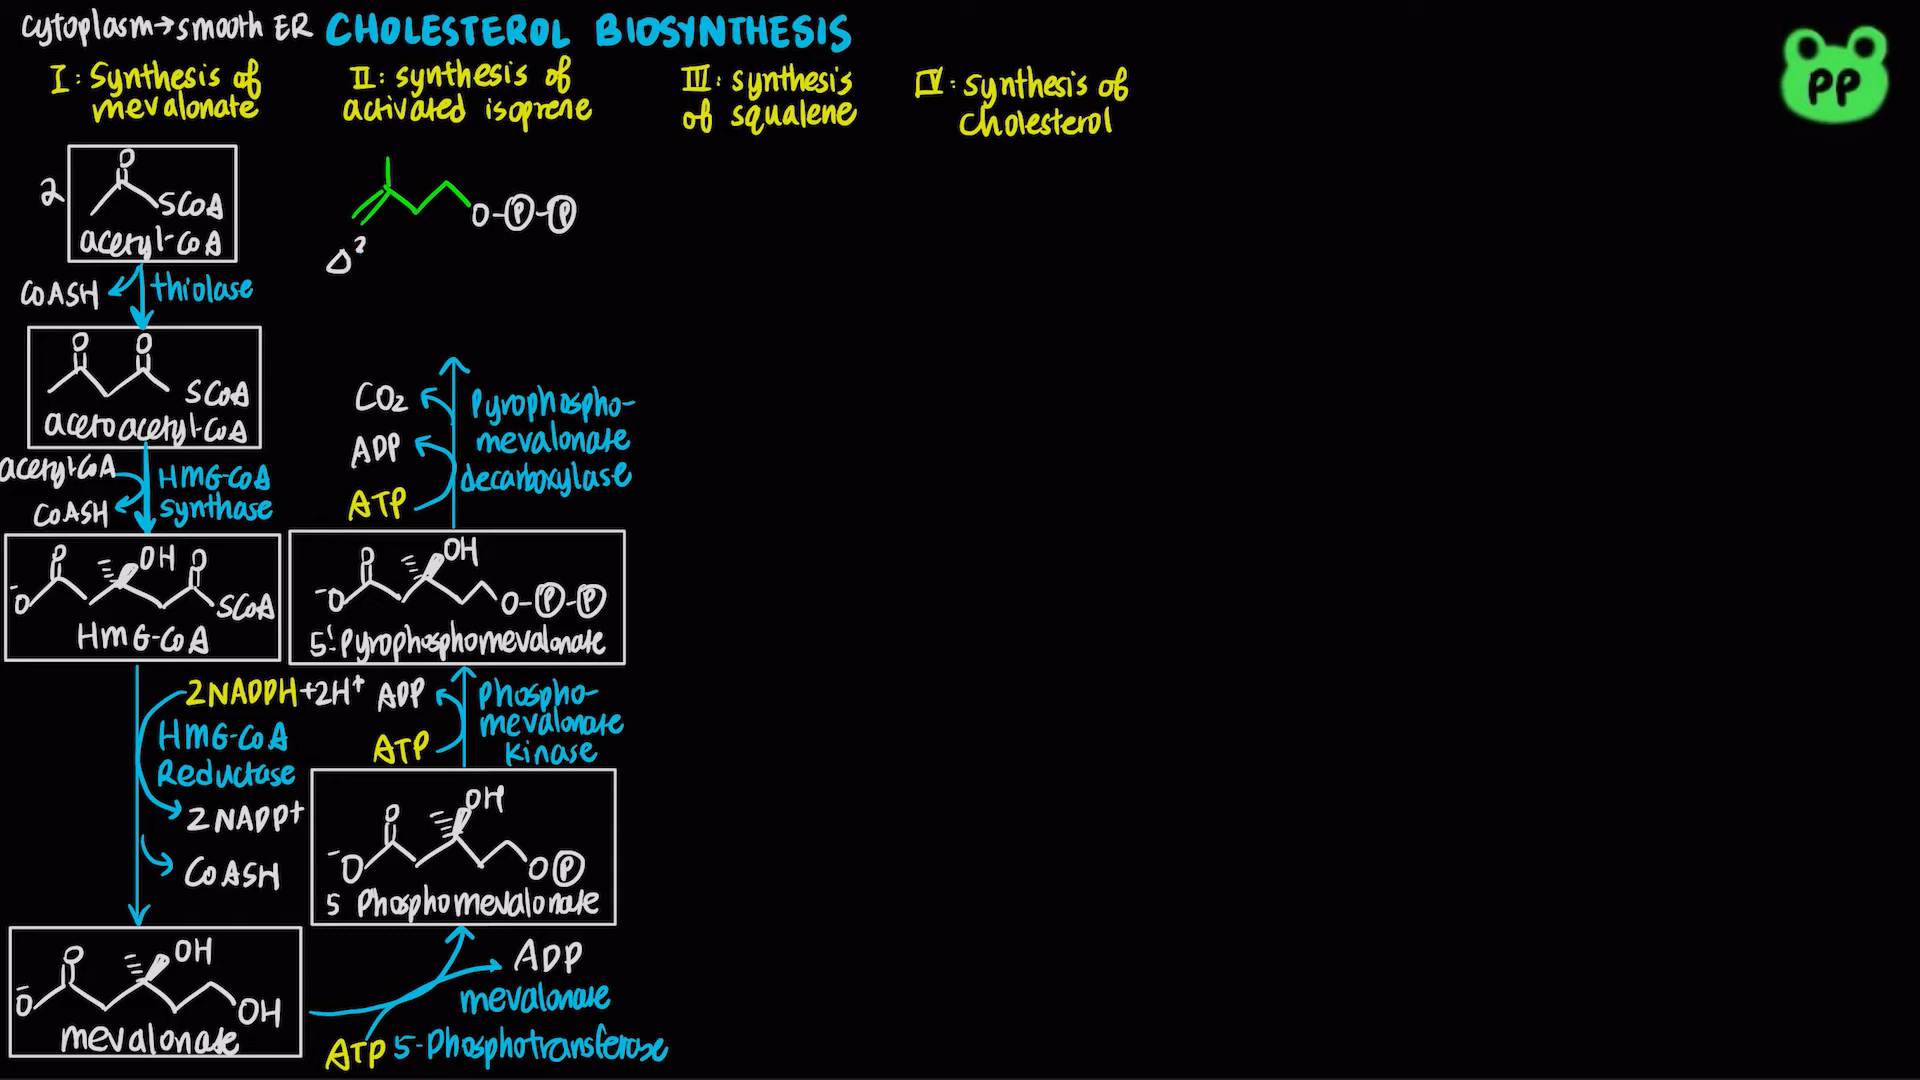 cytoplasm→smooth ER CHOLESTEROL BIOSYNTHESIS
PP
I: Synthesis of
mevalonate
II: synthesis of
activated isoprene
III: synthesis
of squalene
IV: synthesis of
cholesterol
2
O
SCoA
acetyl-CoA
CoASH
thiolase
O O
SCoA
acetoacetyl-CoA
acetyl-CoA
CoASH
HMG-CoA
synthase
O OH O
⁻O SCoA
HMG-CoA
2NADPH+2H⁺
HMG-CoA
Reductase
2NADP+
CoASH
O OH
⁻O OH
mevalonate
ATP
ADP
mevalonate
5-Phosphotransferase
O OH
⁻O O P
5 Phosphomevalonate
ATP
ADP
Phospho-
mevalonate
kinase
O OH
⁻O O-P-P
5'-Pyrophosphomevalonate
ATP
ADP
CO₂
Pyrophospho-
mevalonate
decarboxylase
O-P-P
Δ³